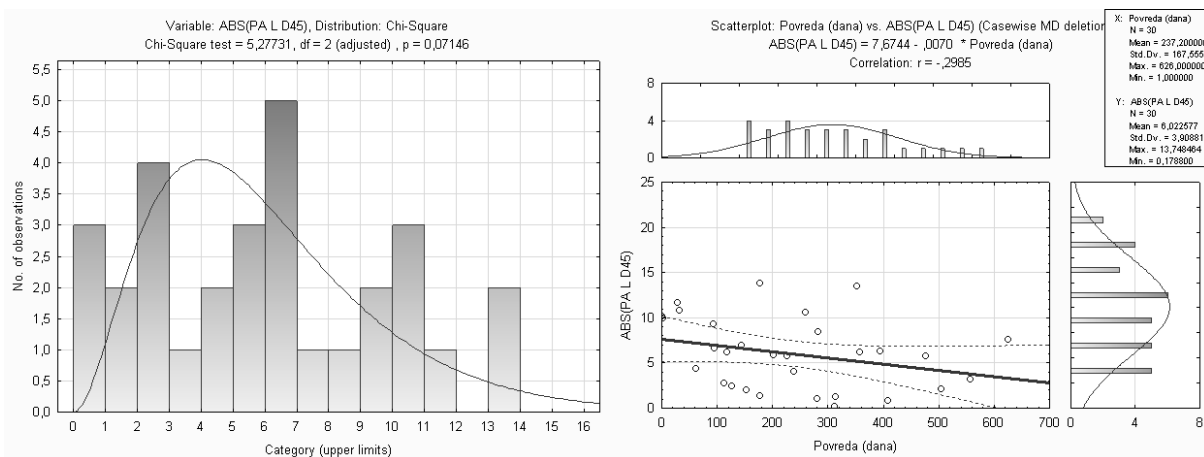 Variable: ABS(PA L D45), Distribution: Chi-Square
Chi-Square test = 5,27731, df = 2 (adjusted) , p = 0,07146
5,5
5,0
4,5
4,0
3,5
3,0
2,5
2,0
1,5
1,0
0,5
0,0
No. of observations
0 1 2 3 4 5 6 7 8 9 10 11 12 13 14 15 16
Category (upper limits)
Scatterplot: Povreda (dana) vs. ABS(PA L D45) (Casewise MD deletion
ABS(PA L D45) = 7,6744 - ,0070 * Povreda (dana)
Correlation: r = -,2985
8
4
0
25
20
15
10
5
0
ABS(PA L D45)
0 100 200 300 400 500 600 700
Povreda (dana)
0 4 8
X: Povreda (dana)
N = 30
Mean = 237,200000
Std.Dv. = 167,555
Max. = 626,000000
Min. = 1,000000
Y: ABS(PA L D45)
N = 30
Mean = 6,022577
Std.Dv. = 3,90881
Max. = 13,748464
Min. = 0,178800